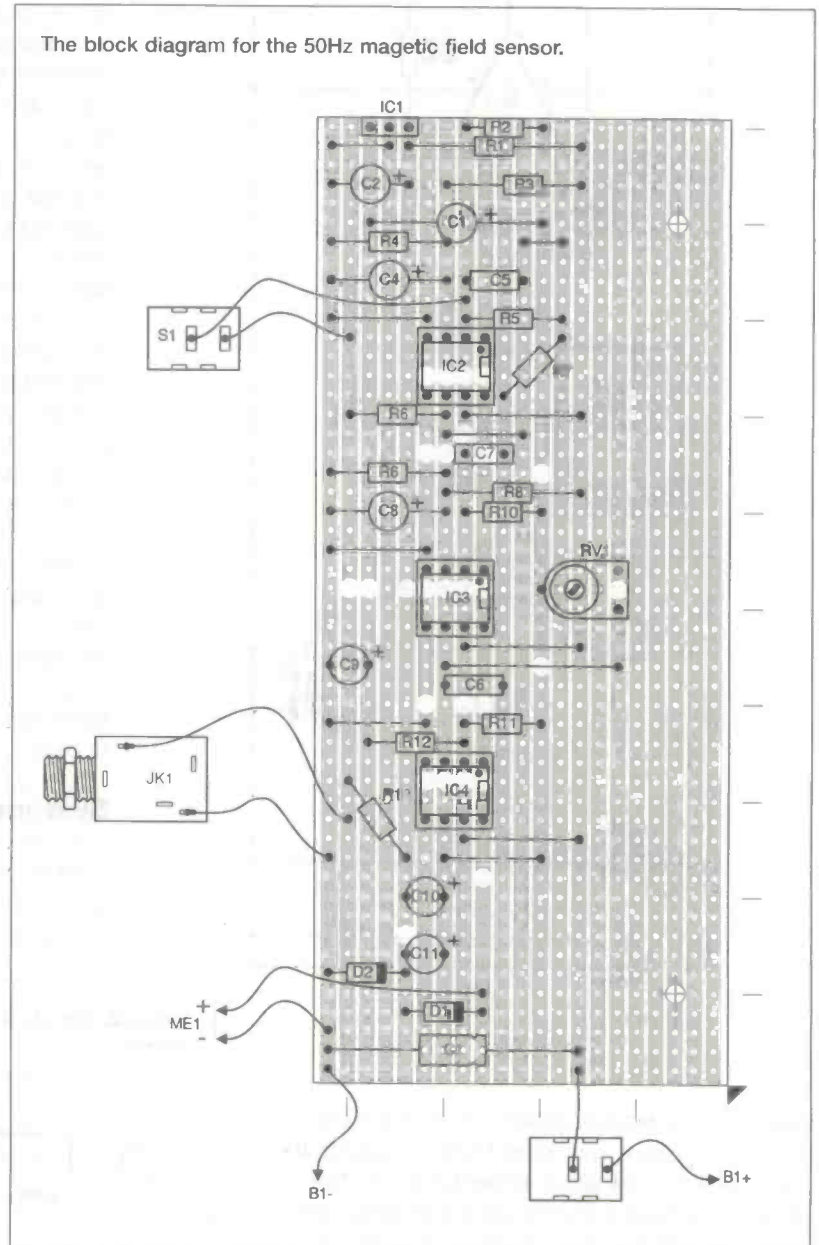 The block diagram for the 50Hz magetic field sensor.
IC1
R2
R1
C2 +
R3
C1 +
R4
C4 +
C5
S1
R5
IC2
R6
C7
R6
R8
C8 +
R10
RV1
IC3
C9 +
C6
R11
R12
JK1
IC4
+
C10
+
C11
D2
+
ME1
-
D1
B1-
B1+